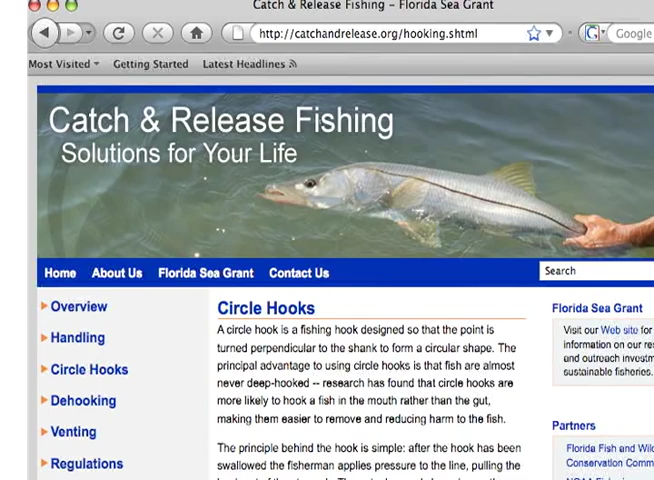 Catch & Release Fishing – Florida Sea Grant
http://catchandrelease.org/hooking.shtml
Google
Most Visited
Getting Started
Latest Headlines
Catch & Release Fishing
Solutions for Your Life
Home
About Us
Florida Sea Grant
Contact Us
Search
Overview
Handling
Circle Hooks
Dehooking
Venting
Regulations
Circle Hooks
A circle hook is a fishing hook designed so that the point is
turned perpendicular to the shank to form a circular shape. The
principal advantage to using circle hooks is that fish are almost
never deep-hooked -- research has found that circle hooks are
more likely to hook a fish in the mouth rather than the gut,
making them easier to remove and reducing harm to the fish.
The principle behind the hook is simple: after the hook has been
swallowed the fisherman applies pressure to the line, pulling the
Florida Sea Grant
Visit our Web site for
information on our re
and outreach investm
sustainable fisheries.
Partners
Florida Fish and Wil
Conservation Comm